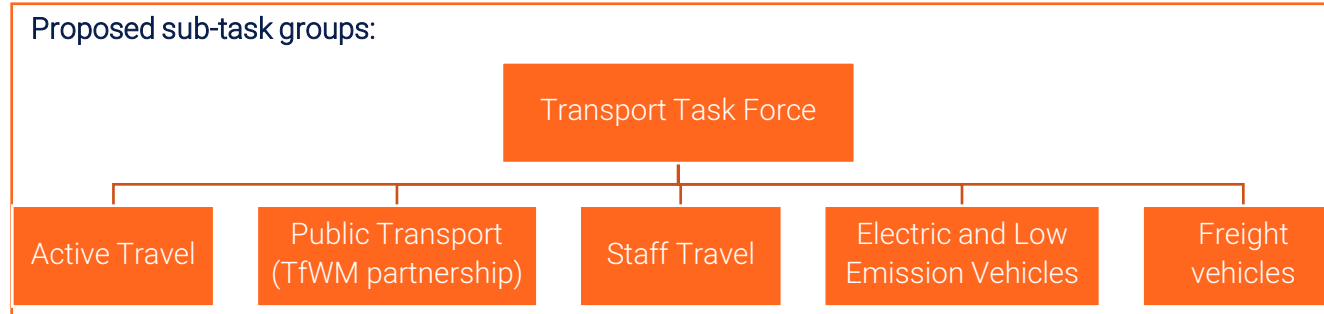 Proposed sub-task groups:
Transport Task Force
Active Travel
Public Transport
(TfWM partnership)
Staff Travel
Electric and Low
Emission Vehicles
Freight
vehicles